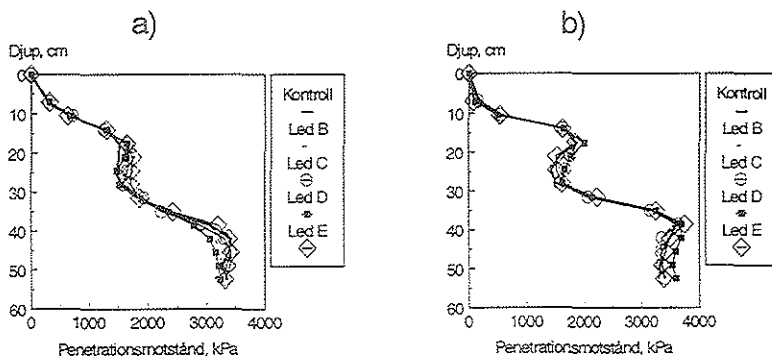 a)
Djup, cm
0
10
20
30
40
50
60
0 1000 2000 3000 4000
Penetrationsmotstånd, kPa
Kontroll
Led B
Led C
Led D
Led E
b)
Djup, cm
0
10
20
30
40
50
60
0 1000 2000 3000 4000
Penetrationsmotstånd, kPa
Kontroll
Led B
Led C
Led D
Led E